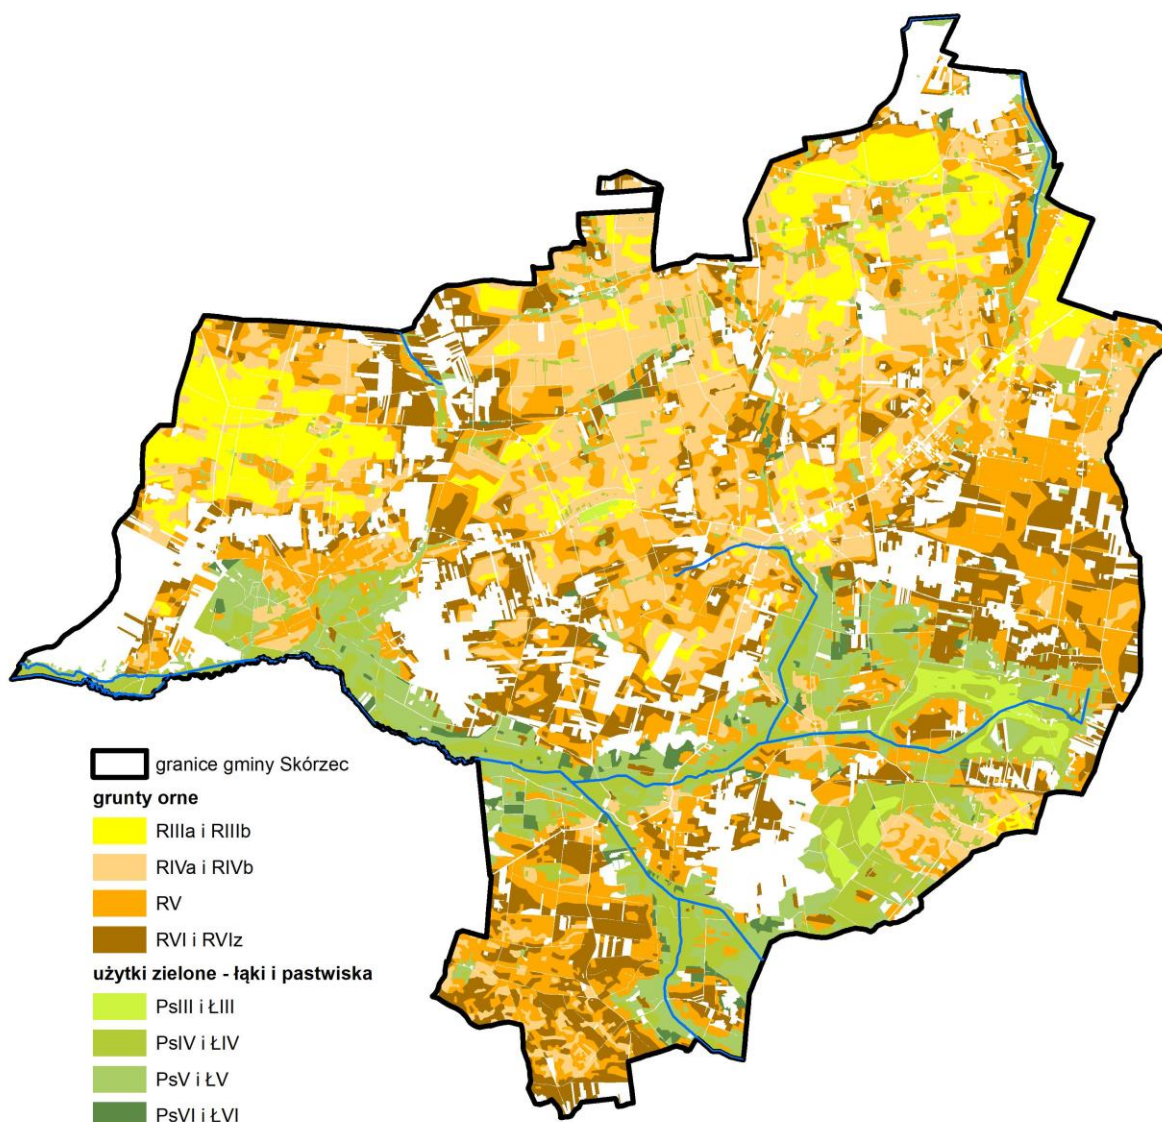 granice gminy Skórzec
grunty orne
RIIIa i RIIIb
RIVa i RIVb
RV
RVI i RVIz
użytki zielone - łąki i pastwiska
PsIII i ŁIII
PsIV i ŁIV
PsV i ŁV
PsVI i ŁVI